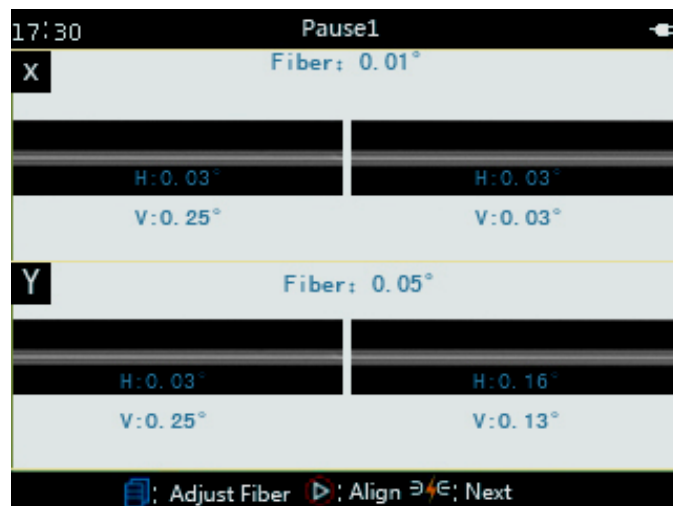 17:30 Pause1
X Fiber: 0.01°
H:0.03° H:0.03°
V:0.25° V:0.03°
Y Fiber: 0.05°
H:0.03° H:0.16°
V:0.25° V:0.13°
: Adjust Fiber : Align : Next